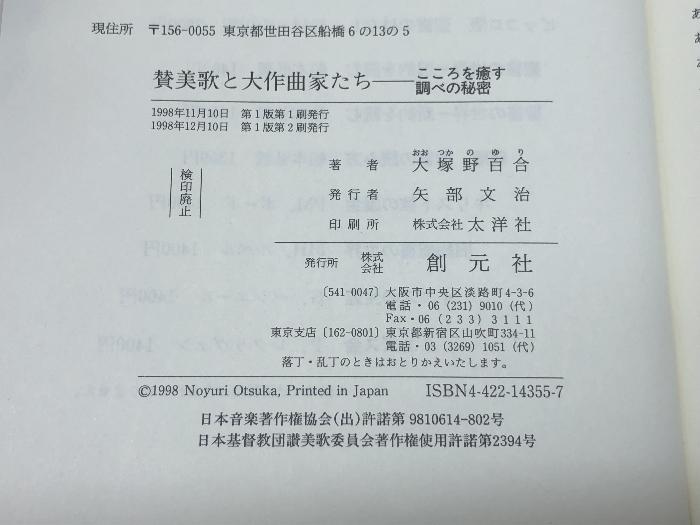 現住所 〒156-0055 東京都世田谷区船橋6の13の5
賛美歌と大作曲家たち――こころを癒す
調べの秘密
1998年11月10日 第1版第1刷発行
1998年12月10日 第1版第2刷発行
検印廃止
おお つか の ゆ り
著者 大塚野百合
発行者 矢部文治
印刷所 株式会社 太洋社
発行所 株式会社 創元社
〔541-0047〕大阪市中央区淡路町4-3-6
電話・06 (231) 9010 (代)
Fax・06 (233) 3111
東京支店〔162-0801〕東京都新宿区山吹町334-11
電話・03 (3269) 1051 (代)
落丁・乱丁のときはおとりかえいたします。
©1998 Noyuri Otsuka, Printed in Japan ISBN4-422-14355-7
日本音楽著作権協会(出)許諾第 9810614-802号
日本基督教団讃美歌委員会著作権使用許諾第2394号